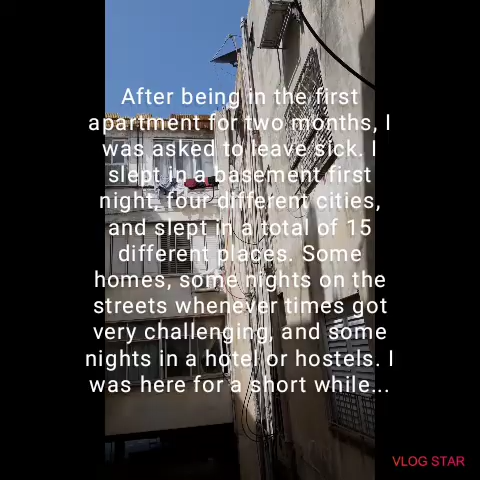 After being in the first
apartment for two months, I
was asked to leave sick. I
slept in a basement first
night, four different cities,
and slept in a total of 15
different places. Some
homes, some nights on the
streets whenever times got
very challenging, and some
nights in a hotel or hostels. I
was here for a short while...
VLOG STAR